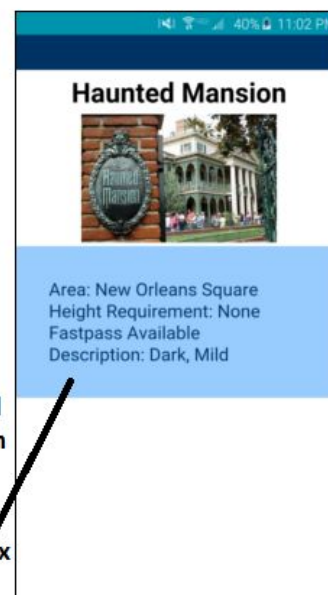 40% 11:02 PM
Haunted Mansion
Haunted
Mansion
Area: New Orleans Square
Height Requirement: None
Fastpass Available
Description: Dark, Mild